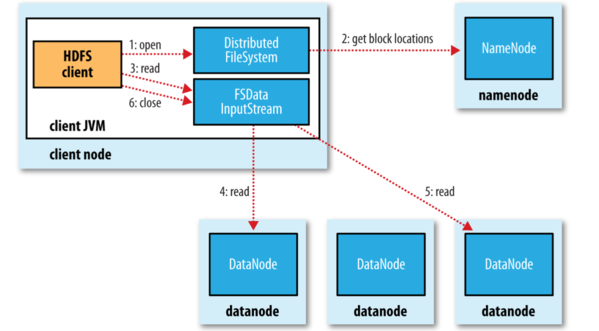 HDFS
client
1: open
3: read
6: close
Distributed
FileSystem
FSData
InputStream
client JVM
client node
2: get block locations
NameNode
namenode
4: read
5: read
DataNode
datanode
DataNode
datanode
DataNode
datanode